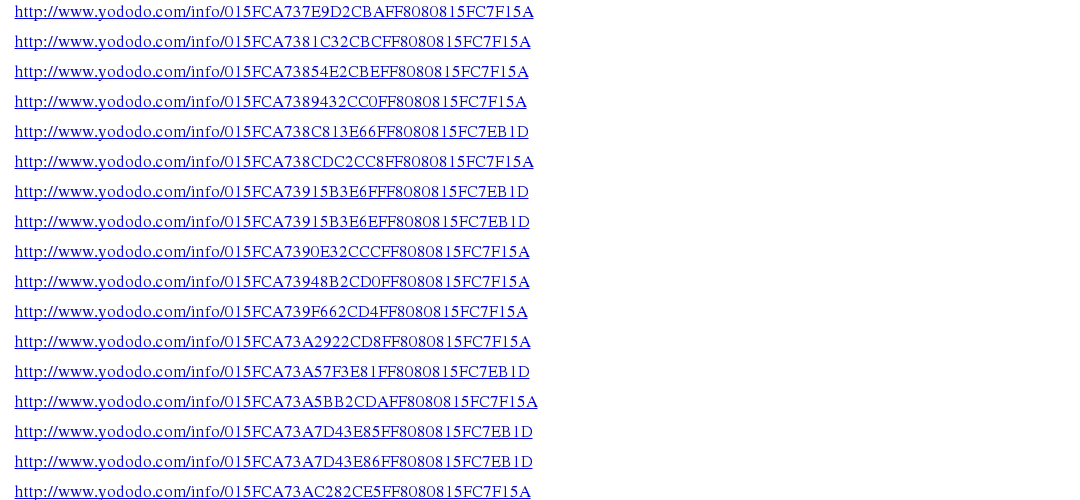 http://www.yododo.com/info/015FCA737E9D2CBAFF8080815FC7F15A
http://www.yododo.com/info/015FCA7381C32CBCFF8080815FC7F15A
http://www.yododo.com/info/015FCA73854E2CBEFF8080815FC7F15A
http://www.yododo.com/info/015FCA7389432CC0FF8080815FC7F15A
http://www.yododo.com/info/015FCA738C813E66FF8080815FC7EB1D
http://www.yododo.com/info/015FCA738CDC2CC8FF8080815FC7F15A
http://www.yododo.com/info/015FCA73915B3E6FFF8080815FC7EB1D
http://www.yododo.com/info/015FCA73915B3E6EFF8080815FC7EB1D
http://www.yododo.com/info/015FCA7390E32CCCFF8080815FC7F15A
http://www.yododo.com/info/015FCA73948B2CD0FF8080815FC7F15A
http://www.yododo.com/info/015FCA739F662CD4FF8080815FC7F15A
http://www.yododo.com/info/015FCA73A2922CD8FF8080815FC7F15A
http://www.yododo.com/info/015FCA73A57F3E81FF8080815FC7EB1D
http://www.yododo.com/info/015FCA73A5BB2CDAFF8080815FC7F15A
http://www.yododo.com/info/015FCA73A7D43E85FF8080815FC7EB1D
http://www.yododo.com/info/015FCA73A7D43E86FF8080815FC7EB1D
http://www.yododo.com/info/015FCA73AC282CE5FF8080815FC7F15A